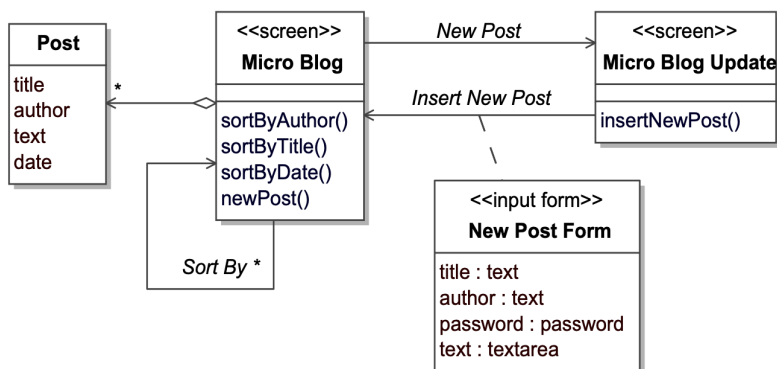 Post
title
author
text
date
*
<<screen>>
Micro Blog
sortByAuthor()
sortByTitle()
sortByDate()
newPost()
Sort By *
New Post
Insert New Post
<<screen>>
Micro Blog Update
insertNewPost()
<<input form>>
New Post Form
title : text
author : text
password : password
text : textarea